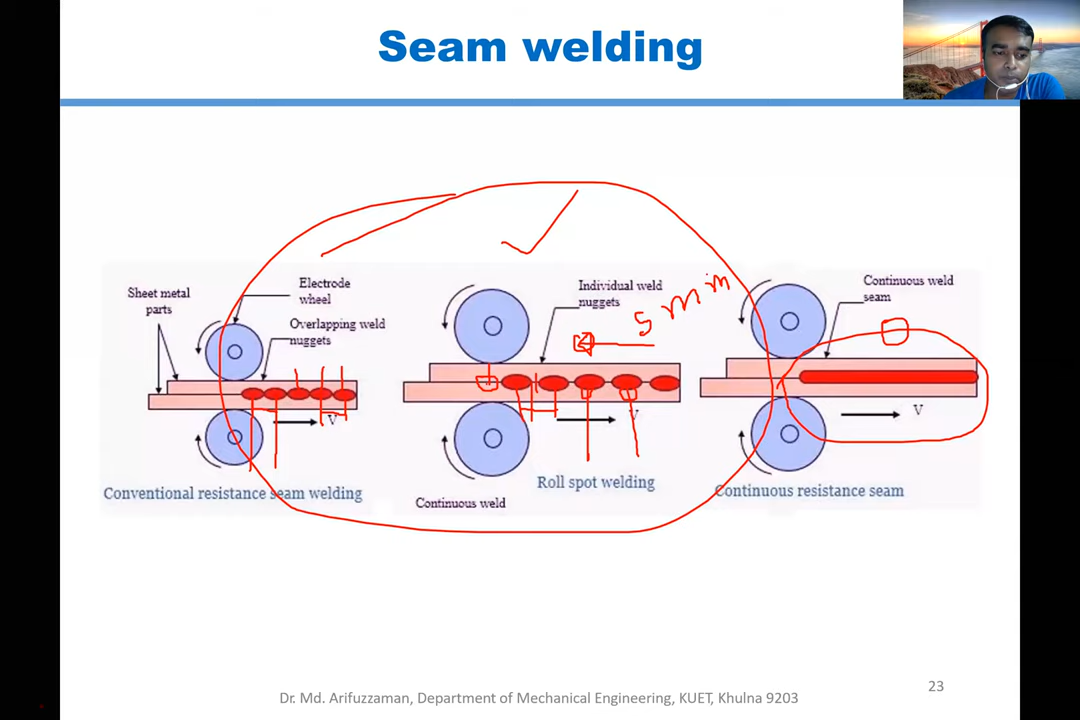 Seam welding
Sheet metal
parts
Electrode
wheel
Overlapping weld
nuggets
V
Conventional resistance seam welding
Individual weld
nuggets
5 mm
V
Roll spot welding
Continuous weld
Continuous weld
seam
V
Continuous resistance seam
Dr. Md. Arifuzzaman, Department of Mechanical Engineering, KUET, Khulna 9203
23